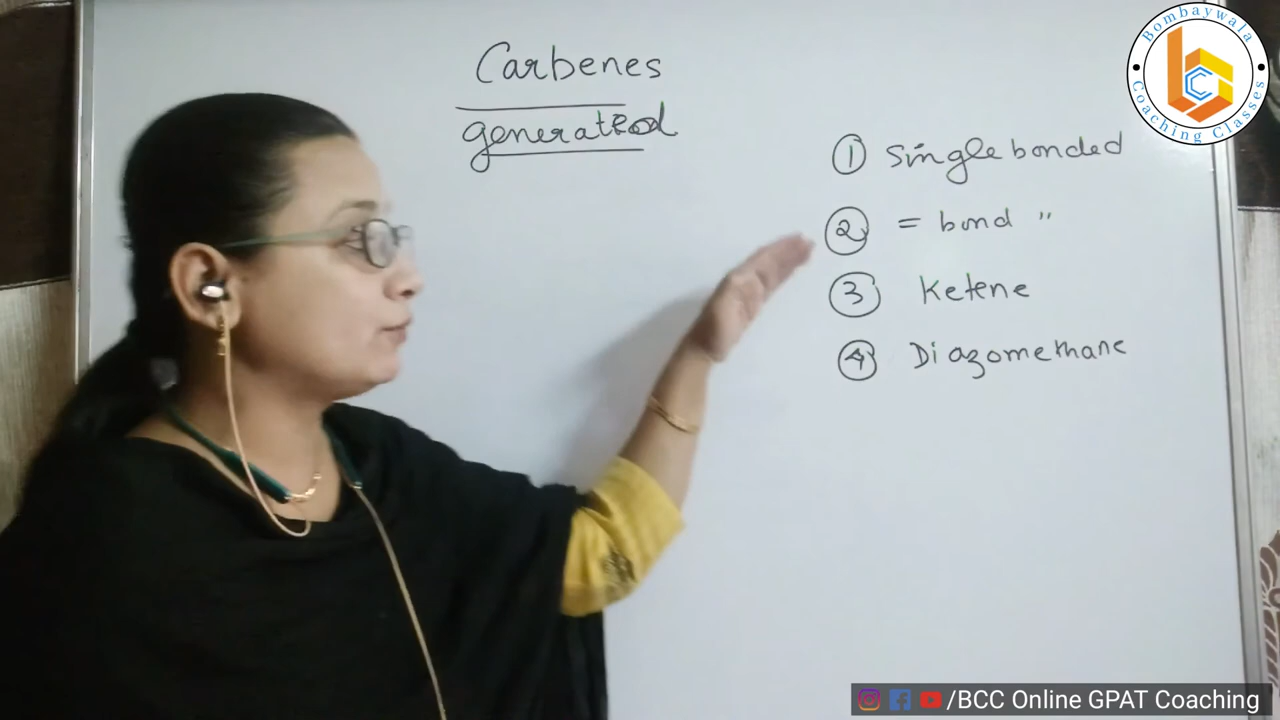 Carbenes
generated
① Single bonded
② = bond "
③ Ketene
④ Diazomethane
Bombaywala
Coaching Classes
/BCC Online GPAT Coaching